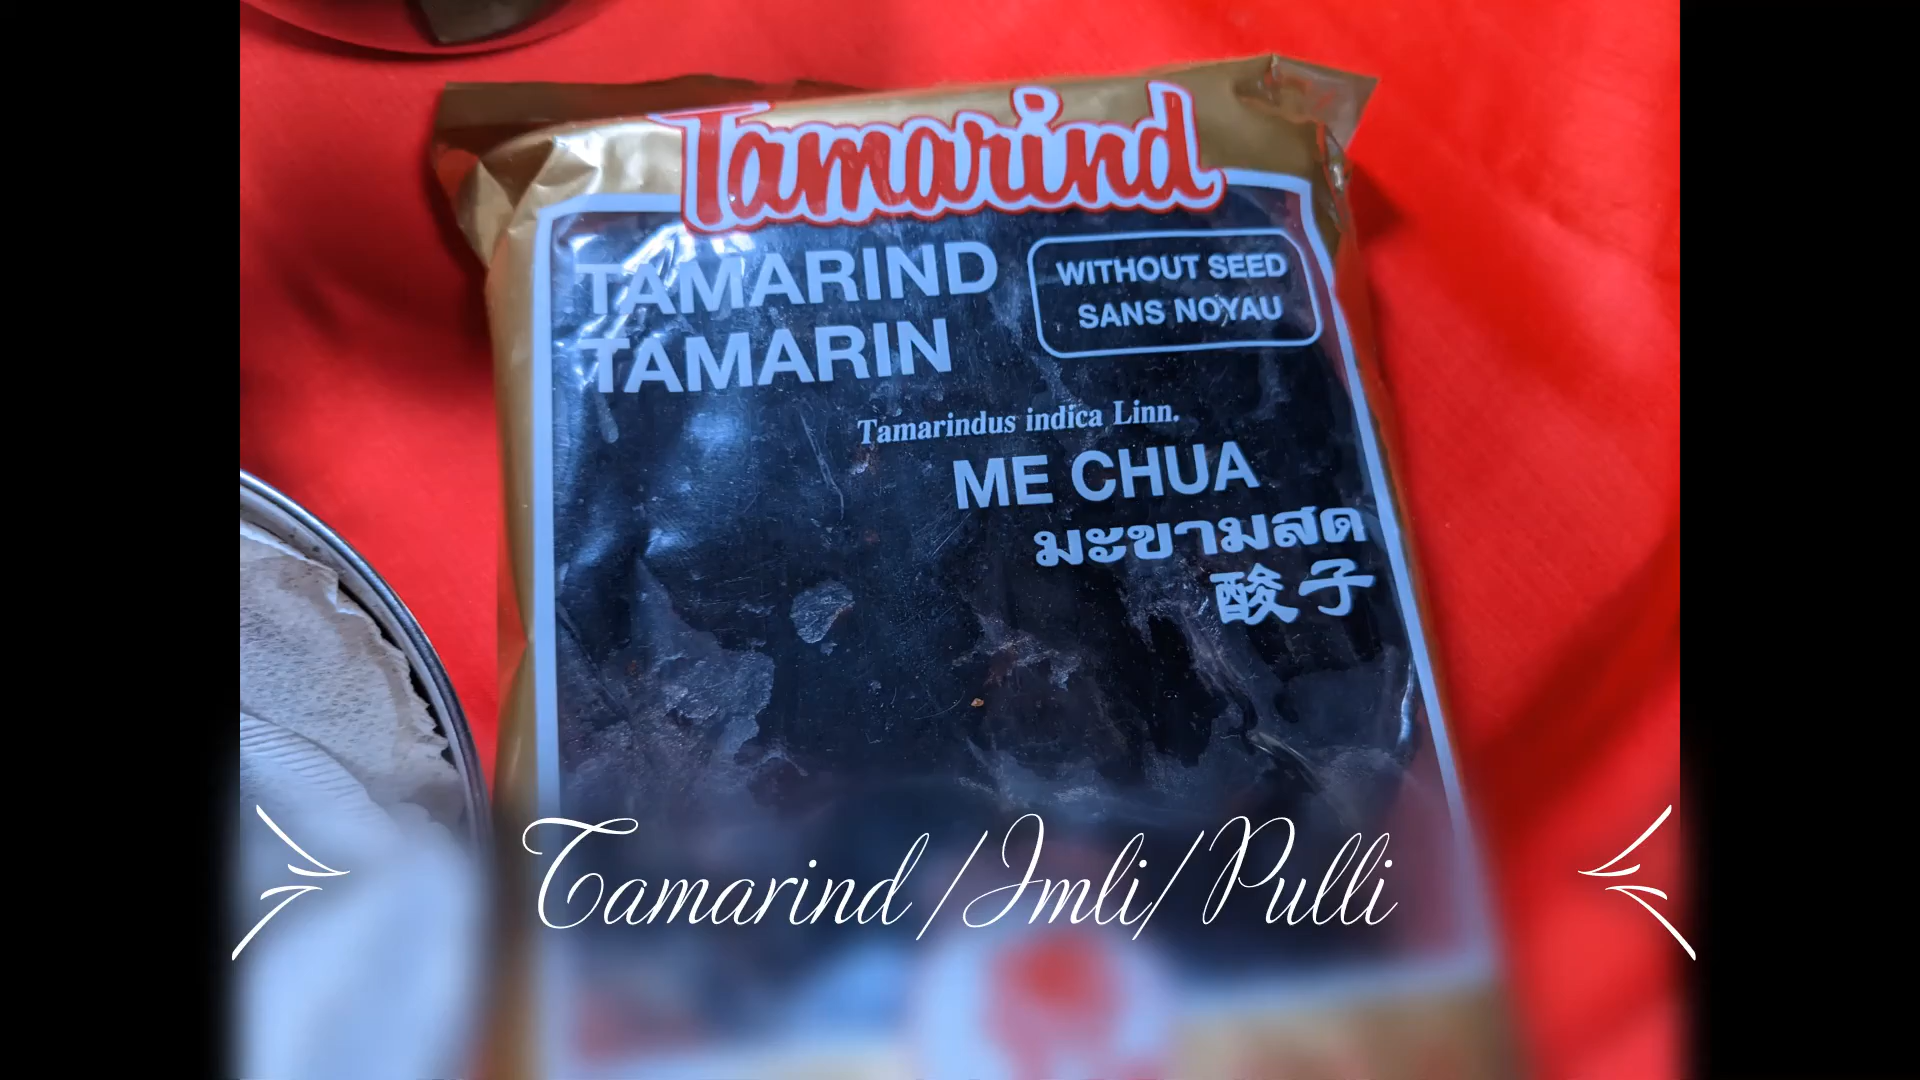 Tamarind
TAMARIND
TAMARIN
WITHOUT SEED
SANS NOYAU
Tamarindus indica Linn.
ME CHUA
มะขามสด
酸子
Tamarind/Imli/Pulli